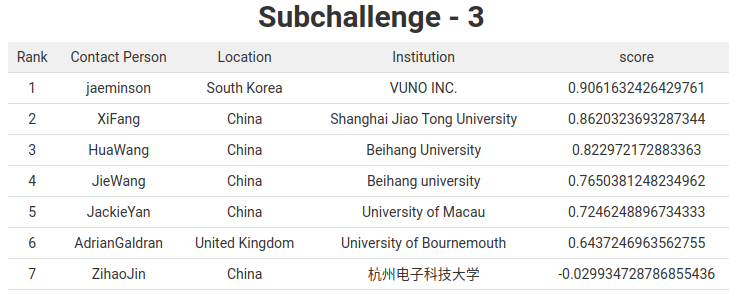 Subchallenge - 3
Rank Contact Person Location Institution score
1 jaeminson South Korea VUNO INC. 0.9061632426429761
2 XiFang China Shanghai Jiao Tong University 0.8620323693287344
3 HuaWang China Beihang University 0.822972172883363
4 JieWang China Beihang university 0.7650381248234962
5 JackieYan China University of Macau 0.7246248896734333
6 AdrianGaldran United Kingdom University of Bournemouth 0.6437246963562755
7 ZihaoJin China 杭州电子科技大学 -0.029934728786855436